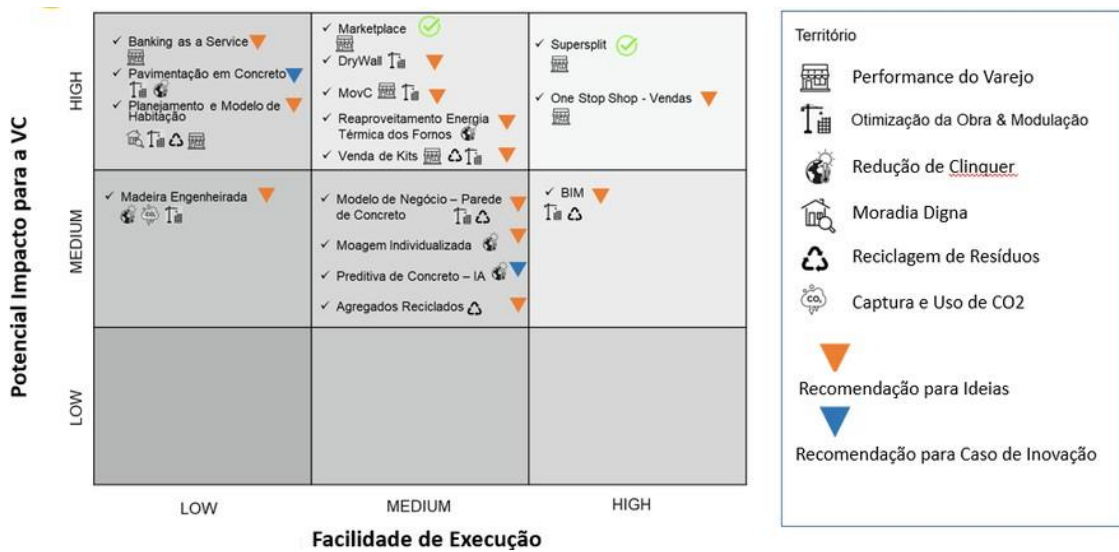 Potencial Impacto para a VC
HIGH
✓ Banking as a Service
✓ Pavimentação em Concreto
✓ Planejamento e Modelo de
Habitação
✓ Marketplace
✓ DryWall
✓ MovC
✓ Reaproveitamento Energia
Térmica dos Fornos
✓ Venda de Kits
✓ Supersplit
✓ One Stop Shop - Vendas
MEDIUM
✓ Madeira Engenheirada
CO2
✓ Modelo de Negócio – Parede
de Concreto
✓ Moagem Individualizada
✓ Preditiva de Concreto – IA
✓ Agregados Reciclados
✓ BIM
LOW
LOW
MEDIUM
HIGH
Facilidade de Execução
Território
Performance do Varejo
Otimização da Obra & Modulação
Redução de Clinquer
Moradia Digna
Reciclagem de Resíduos
CO2
Captura e Uso de CO2
Recomendação para Ideias
Recomendação para Caso de Inovação